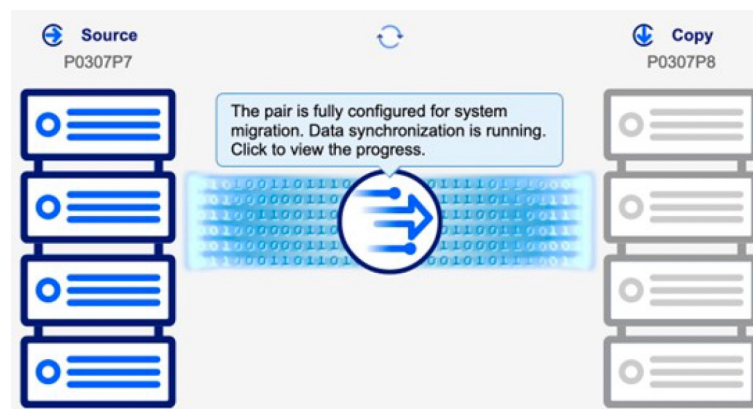 Source
P0307P7
Copy
P0307P8
The pair is fully configured for system
migration. Data synchronization is running.
Click to view the progress.